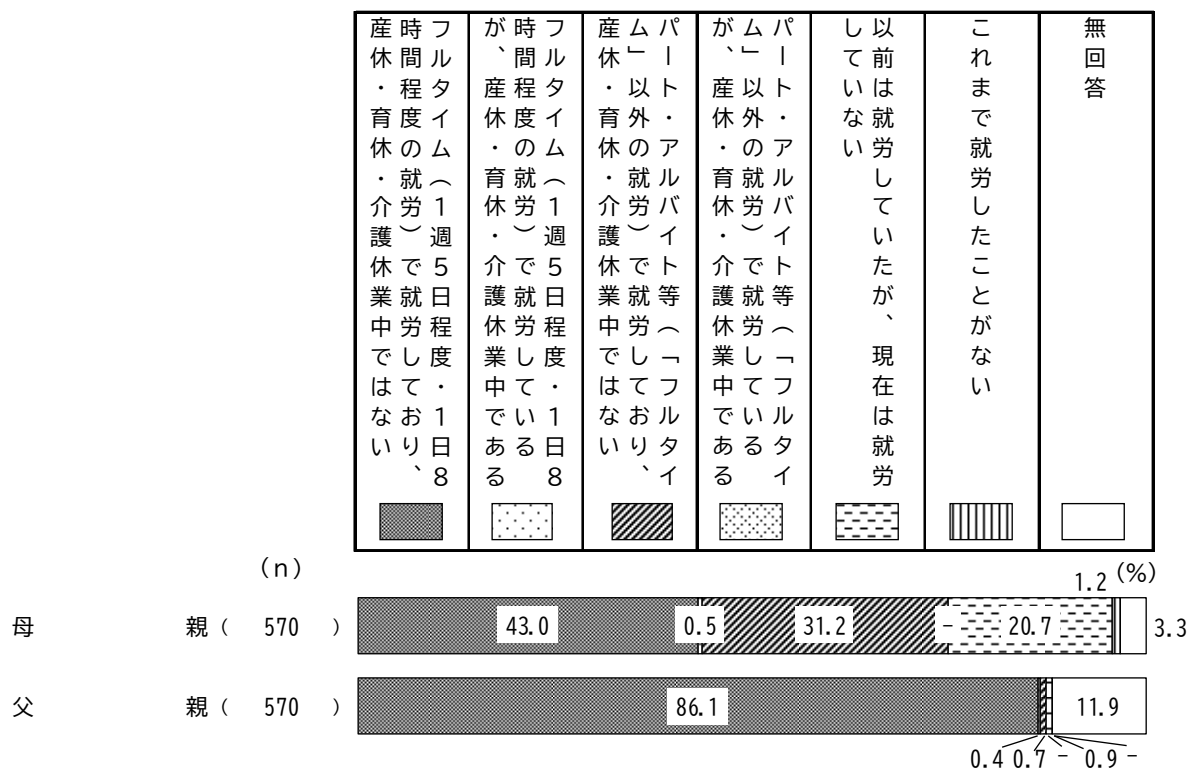 フルタイム（１週５日程度・１日８
時間程度の就労）で就労しており、
産休・育休・介護休業中ではない
フルタイム（１週５日程度・１日８
時間程度の就労）で就労している
が、産休・育休・介護休業中である
パート・アルバイト等（「フルタイ
ム」以外の就労）で就労しており、
産休・育休・介護休業中ではない
パート・アルバイト等（「フルタイ
ム」以外の就労）で就労している
が、産休・育休・介護休業中である
以前は就労していたが、現在は就労
していない
これまで就労したことがない
無回答
（n）
1.2 (%)
母親（ 570 ） 43.0 0.5 31.2 - 20.7 3.3
父親（ 570 ） 86.1 11.9
0.4 0.7 - 0.9 -